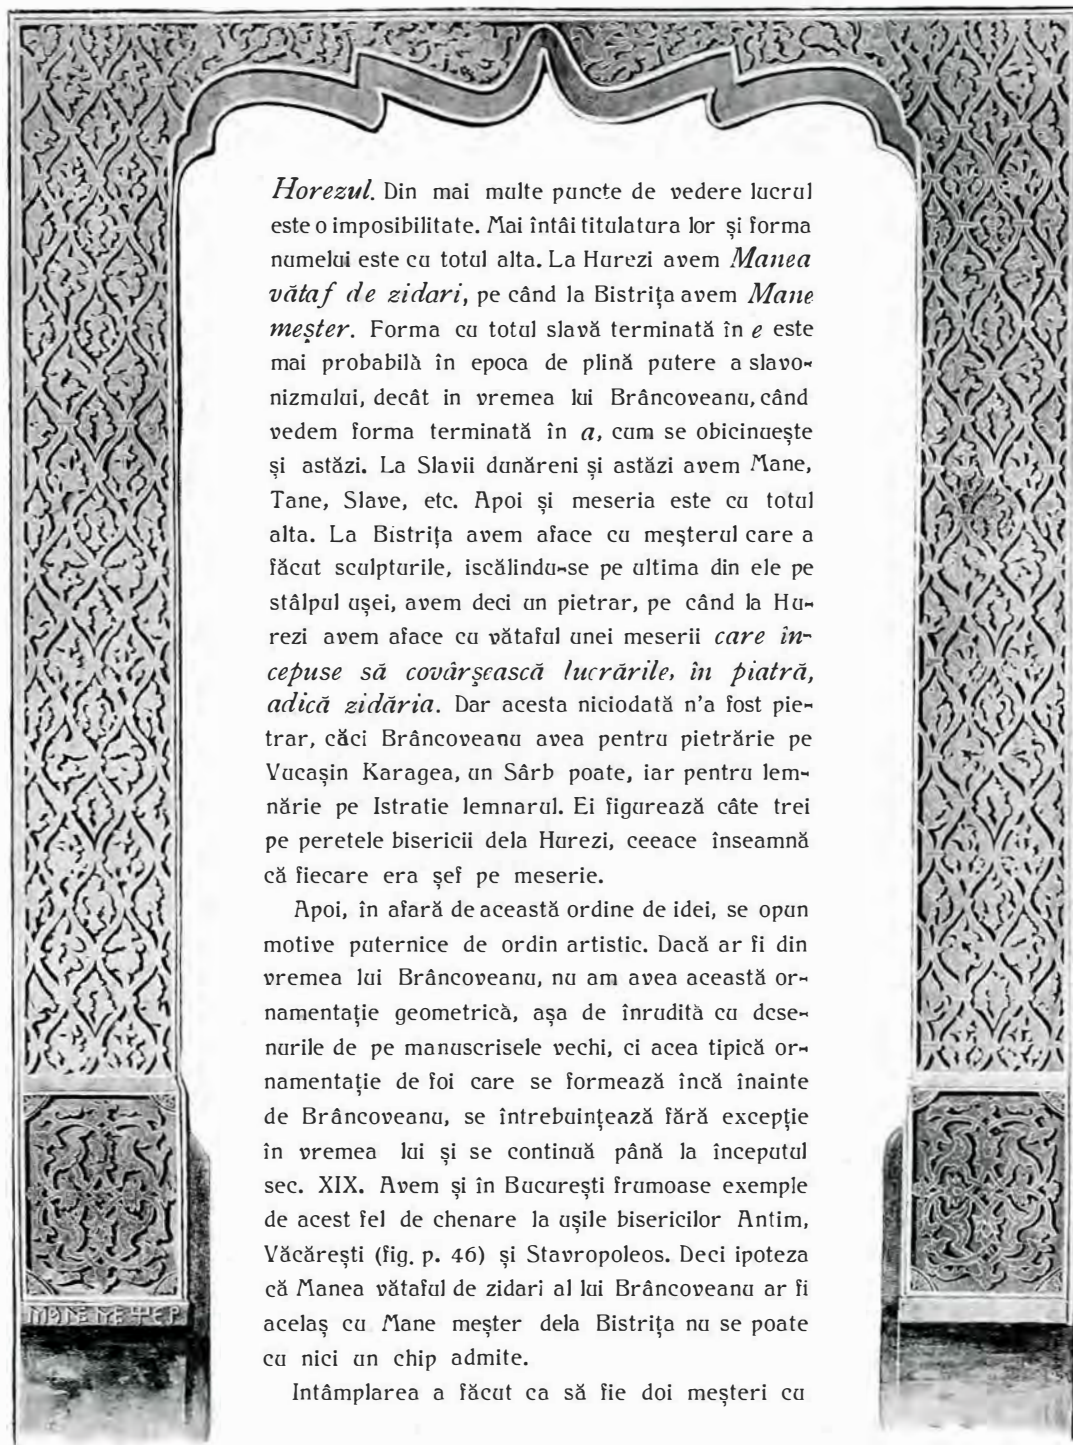 Horezul. Din mai multe puncte de vedere lucrul
este o imposibilitate. Mai întâi titulatura lor și forma
numelui este cu totul alta. La Hurezi avem Manea
vătaf de zidari, pe când la Bistrița avem Mane
meșter. Forma cu totul slavă terminată în e este
mai probabilă în epoca de plină putere a slavo-
nizmului, decât in vremea lui Brâncoveanu, când
vedem forma terminată în a, cum se obicinuește
și astăzi. La Slavii dunăreni și astăzi avem Mane,
Tane, Slave, etc. Apoi și meseria este cu totul
alta. La Bistrița avem aface cu meșterul care a
făcut sculpturile, iscălindu-se pe ultima din ele pe
stâlpul ușei, avem deci un pietrar, pe când la Hu-
rezi avem aface cu vătaful unei meserii care în-
cepuse să covârșească lucrările, în piatră,
adică zidăria. Dar acesta niciodată n'a fost pie-
trar, căci Brâncoveanu avea pentru pietrărie pe
Vucașin Karagea, un Sârb poate, iar pentru lem-
nărie pe Istratie lemnarul. Ei figurează câte trei
pe peretele bisericii dela Hurezi, ceeace înseamnă
că fiecare era șef pe meserie.
Apoi, în afară de această ordine de idei, se opun
motive puternice de ordin artistic. Dacă ar fi din
vremea lui Brâncoveanu, nu am avea această or-
namentație geometrică, așa de înrudită cu dese-
nurile de pe manuscrisele vechi, ci acea tipică or-
namentație de foi care se formează încă înainte
de Brâncoveanu, se întrebuințează fără excepție
în vremea lui și se continuă până la începutul
sec. XIX. Avem și în București frumoase exemple
de acest fel de chenare la ușile bisericilor Antim,
Văcărești (fig. p. 46) și Stavropoleos. Deci ipoteza
că Manea vătaful de zidari al lui Brâncoveanu ar fi
acelaș cu Mane meșter dela Bistrița nu se poate
cu nici un chip admite.
Intâmplarea a făcut ca să fie doi meșteri cu